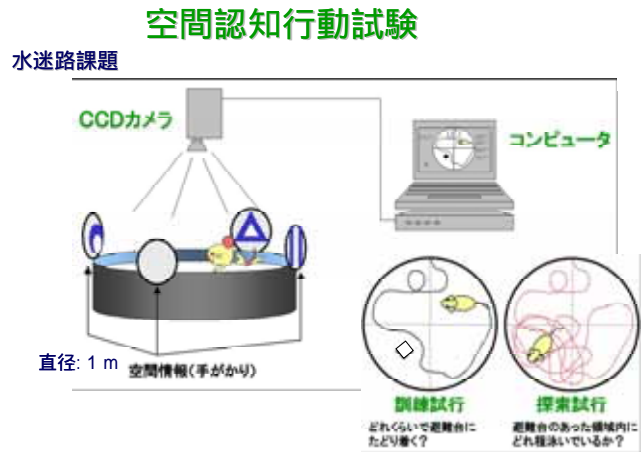 空間認知行動試験
水迷路課題
CCDカメラ
コンピュータ
直径: 1 m
空間情報(手がかり)
訓練試行
どれくらいで避難台に
たどり着く?
探索試行
避難台のあった領域内に
どれ程泳いでいるか?